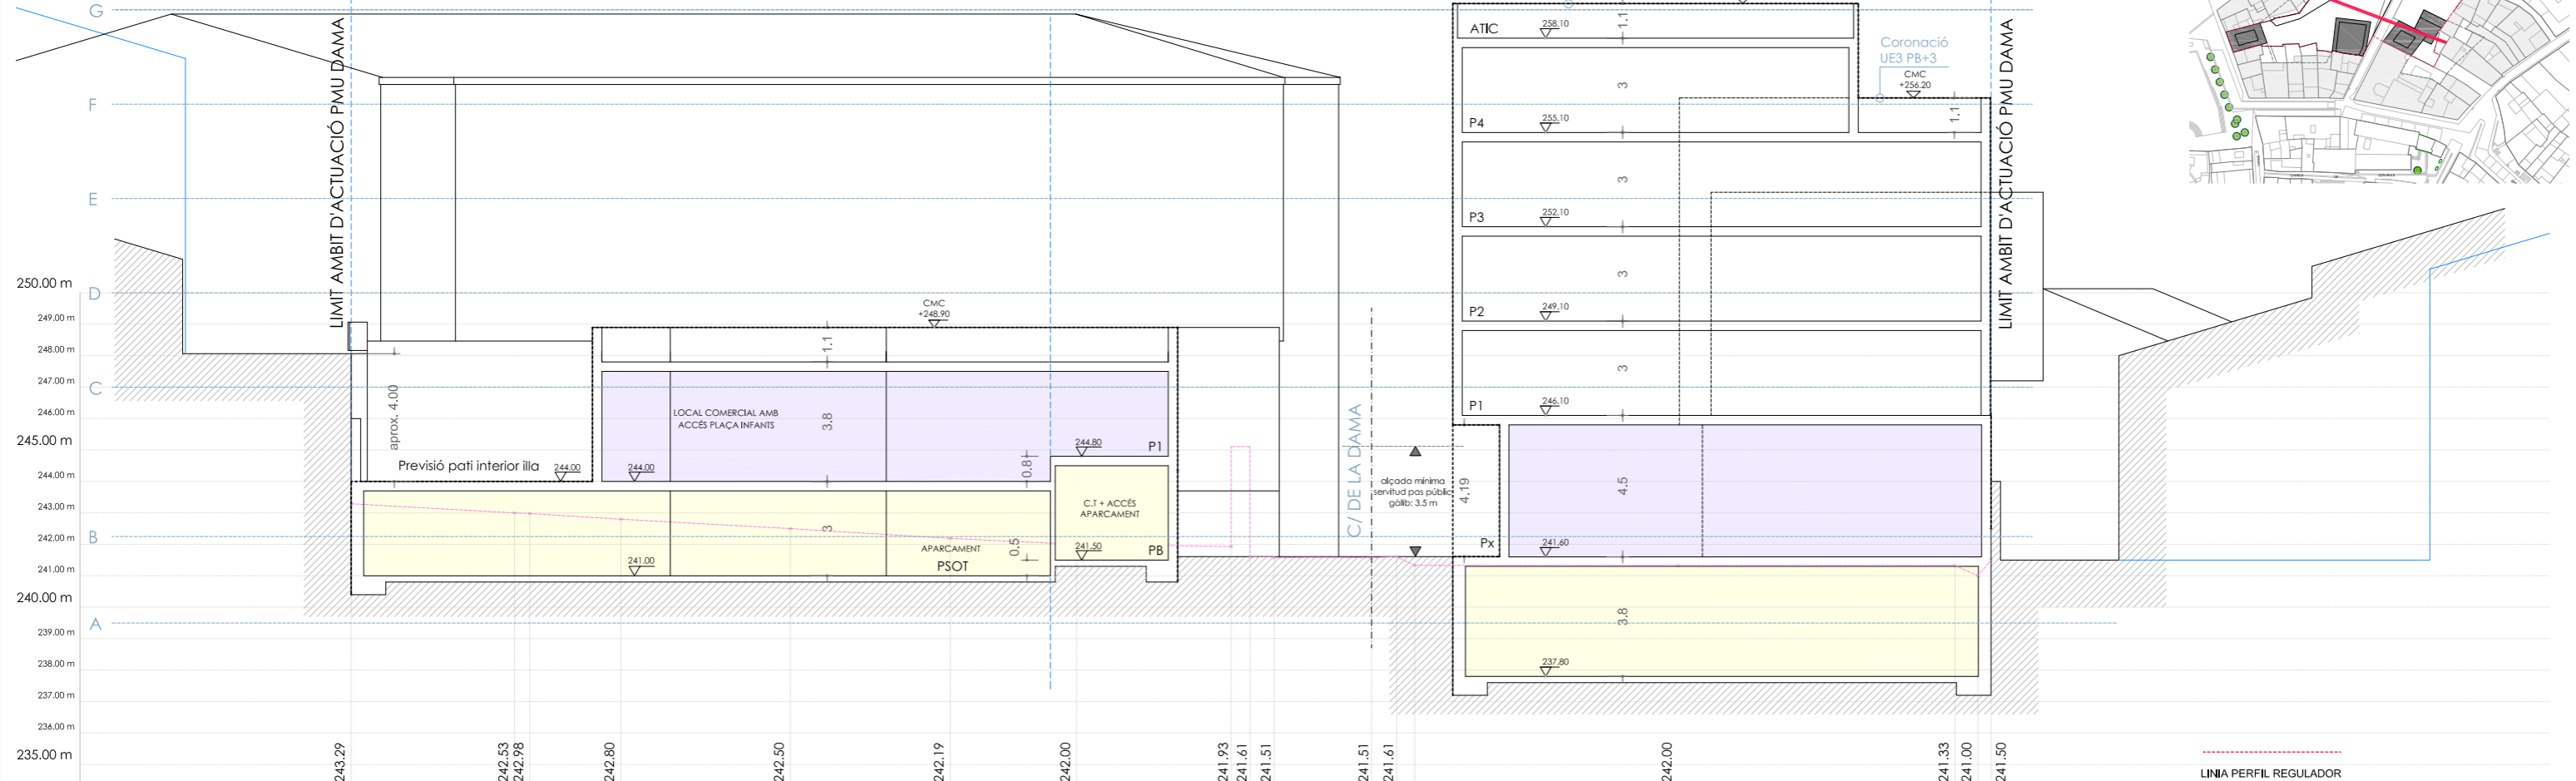 G
F
E
D
C
B
A
250.00 m
249.00 m
248.00 m
247.00 m
246.00 m
245.00 m
244.00 m
243.00 m
242.00 m
241.00 m
240.00 m
239.00 m
238.00 m
237.00 m
236.00 m
235.00 m
LIMIT AMBIT D'ACTUACIÓ PMU DAMA
aprox. 4.00
Previsió pati interior illa
244.00
CMC
+248.90
1.1
LOCAL COMERCIAL AMB
ACCÉS PLAÇA INFANTS
3.8
244.00
244.80
P1
0.8
C.T + ACCÉS
APARCAMENT
3
APARCAMENT
PSOT
0.5
241.00
241.50
PB
C/ DE LA DAMA
alçada mínima
servitud pas públic
gàlib: 3.5 m
4.19
Px
ATIC
258.10
1.1
Coronació
UE3 PB+3
CMC
+256.20
1.1
3
P4
255.10
3
P3
252.10
3
P2
249.10
3
P1
246.10
4.5
241.60
3.8
237.80
LIMIT AMBIT D'ACTUACIÓ PMU DAMA
243.29
242.53
242.98
242.80
242.50
242.19
242.00
241.93
241.61
241.51
241.51
241.61
242.00
241.33
241.00
241.50
LINIA PERFIL REGULADOR